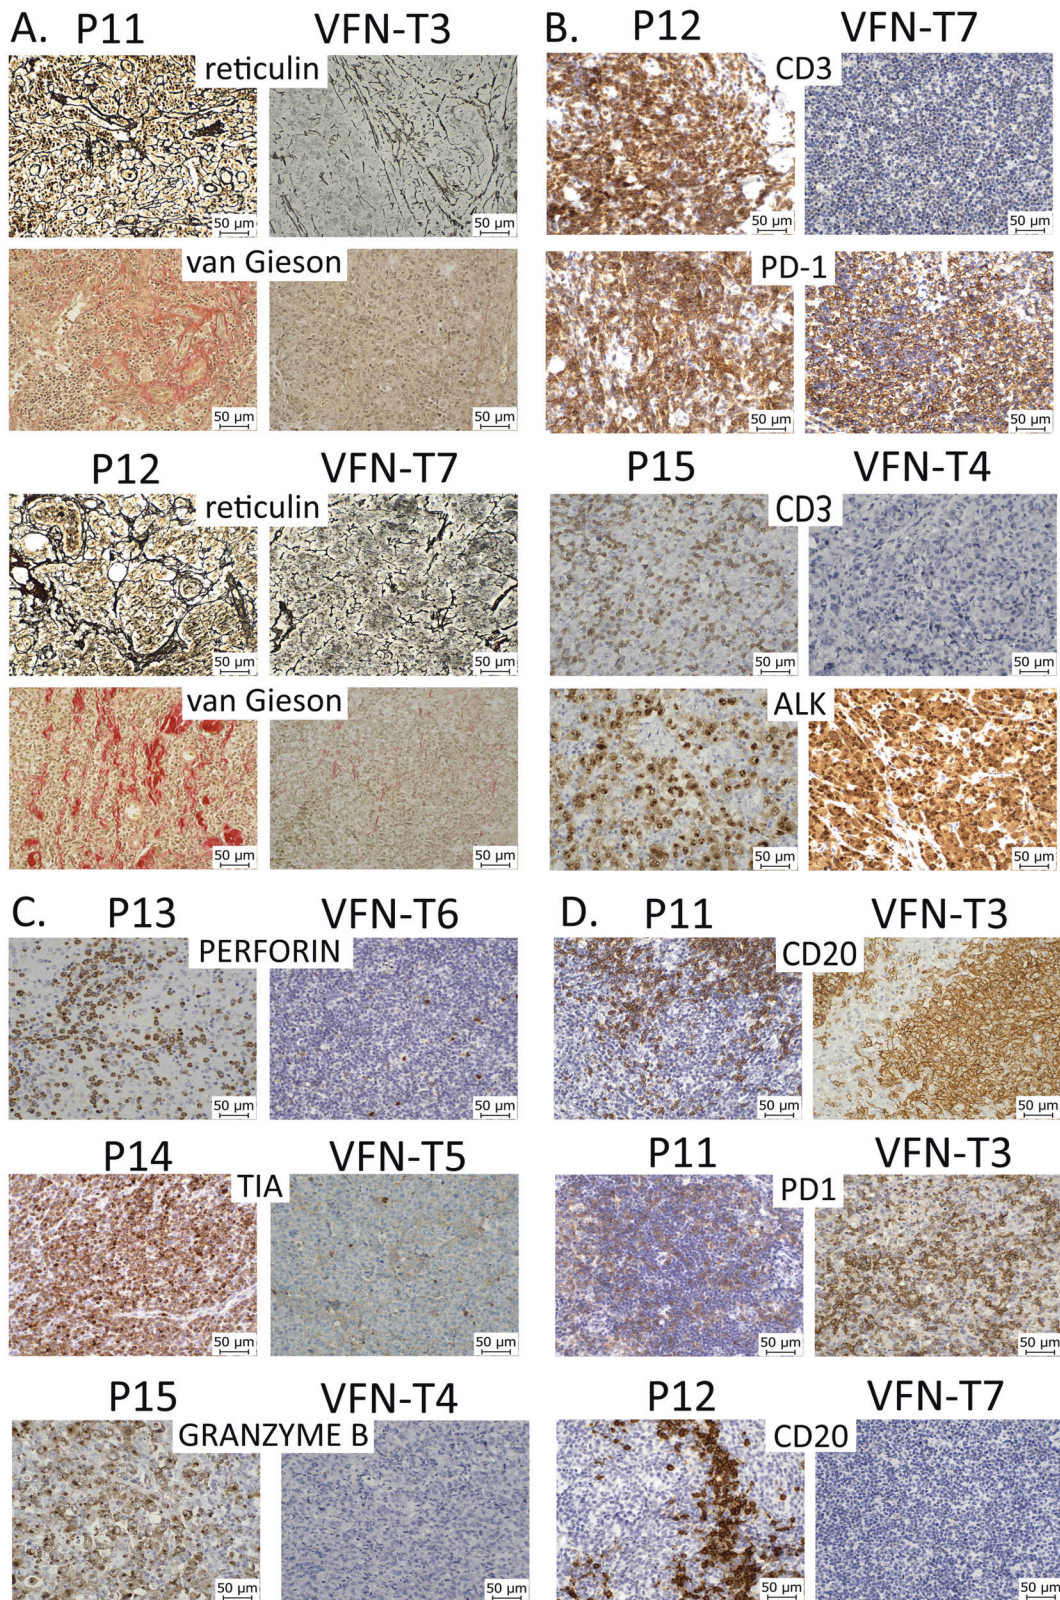 A. P11 VFN-T3
reticulin
50 µm 50 µm
van Gieson
50 µm 50 µm
P12 VFN-T7
reticulin
50 µm 50 µm
van Gieson
50 µm 50 µm
B. P12 VFN-T7
CD3
50 µm 50 µm
PD-1
50 µm 50 µm
P15 VFN-T4
CD3
50 µm 50 µm
ALK
50 µm 50 µm
C. P13 VFN-T6
PERFORIN
50 µm 50 µm
P14 VFN-T5
TIA
50 µm 50 µm
P15 VFN-T4
GRANZYME B
50 µm 50 µm
D. P11 VFN-T3
CD20
50 µm 50 µm
P11 VFN-T3
PD1
50 µm 50 µm
P12 VFN-T7
CD20
50 µm 50 µm